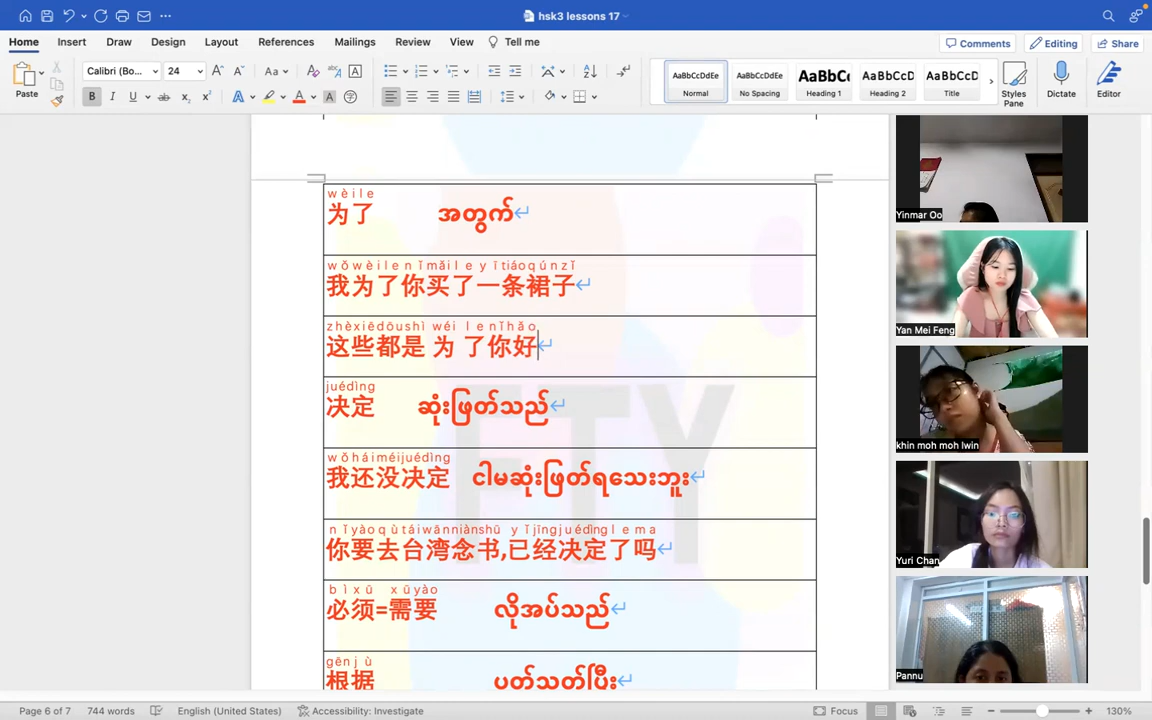 hsk3 lessons 17
Home Insert Draw Design Layout References Mailings Review View Tell me
Comments Editing Share
Paste
Calibri (Bo... 24
AaBbCcDdEe AaBbCcDdEe AaBbC AaBbCcD AaBbCcD
Normal No Spacing Heading 1 Heading 2 Title
Styles Pane
Dictate
Editor
wèile
为了 အတွက်
wǒwèilenǐmǎileyìtiáoqúnzǐ
我为了你买了一条裙子
zhèxiēdōushì wéi lenǐhǎo
这些都是 为 了你好
juédìng
决定 ဆုံးဖြတ်သည်
wǒháiméijuédìng
我还没决定 ငါမဆုံးဖြတ်ရသေးဘူး
nǐyàoqùtáiwānniànshū yǐjīngjuédìnglema
你要去台湾念书,已经决定了吗
bìxū xūyào
必须=需要 လိုအပ်သည်
gēnjù
根据 ပတ်သတ်ပြီး
FTY
Yinmar Oo
Yan Mei Feng
khin moh moh lwin
Yuri Chan
Pannu
Page 6 of 7 744 words English (United States) Accessibility: Investigate Focus 130%